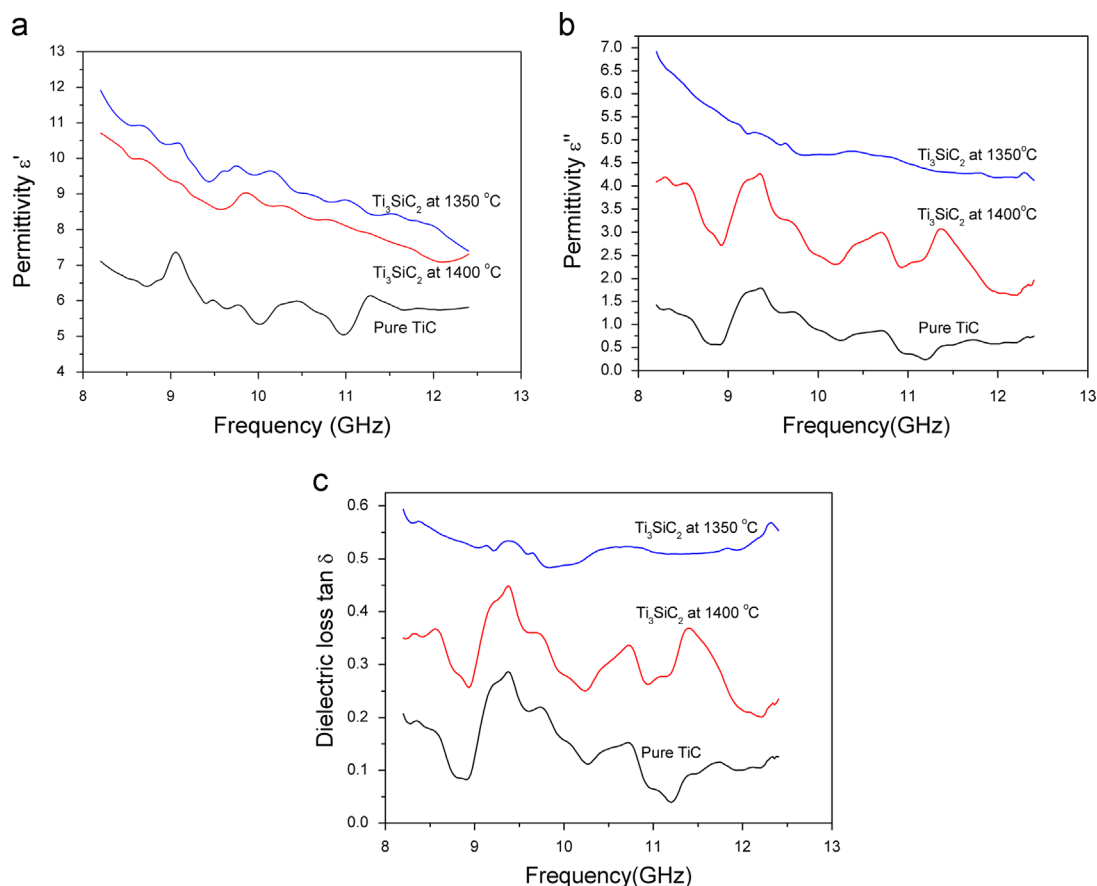 a
13
12
11
10
9
8
7
6
5
4
Permittivity ε'
Ti₃SiC₂ at 1350 °C
Ti₃SiC₂ at 1400 °C
Pure TiC
8 9 10 11 12 13
Frequency (GHz)
b
7.0
6.5
6.0
5.5
5.0
4.5
4.0
3.5
3.0
2.5
2.0
1.5
1.0
0.5
0.0
Permittivity ε"
Ti₃SiC₂ at 1350°C
Ti₃SiC₂ at 1400°C
Pure TiC
8 9 10 11 12 13
Frequency(GHz)
c
0.6
0.5
0.4
0.3
0.2
0.1
0.0
Dielectric loss tan δ
Ti₃SiC₂ at 1350 °C
Ti₃SiC₂ at 1400 °C
Pure TiC
8 9 10 11 12 13
Frequency(GHz)